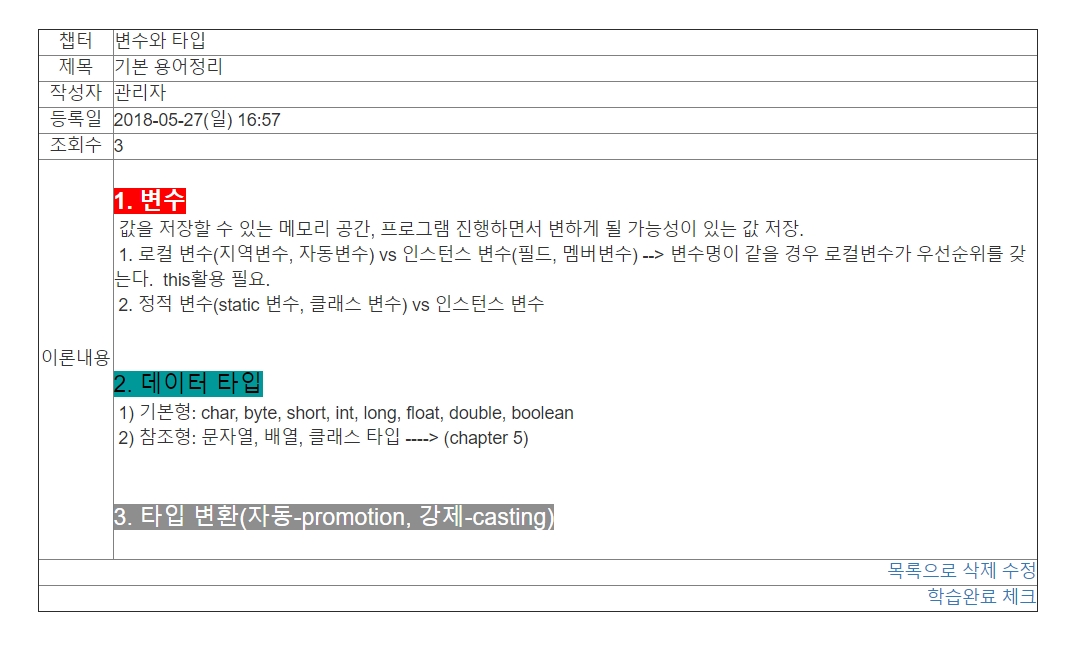 챕터 변수와 타입
제목 기본 용어정리
작성자 관리자
등록일 2018-05-27(일) 16:57
조회수 3
이론내용
1. 변수
값을 저장할 수 있는 메모리 공간, 프로그램 진행하면서 변하게 될 가능성이 있는 값 저장.
1. 로컬 변수(지역변수, 자동변수) vs 인스턴스 변수(필드, 멤버변수) --> 변수명이 같을 경우 로컬변수가 우선순위를 갖
는다. this활용 필요.
2. 정적 변수(static 변수, 클래스 변수) vs 인스턴스 변수
2. 데이터 타입
1) 기본형: char, byte, short, int, long, float, double, boolean
2) 참조형: 문자열, 배열, 클래스 타입 ----> (chapter 5)
3. 타입 변환(자동-promotion, 강제-casting)
목록으로 삭제 수정
학습완료 체크